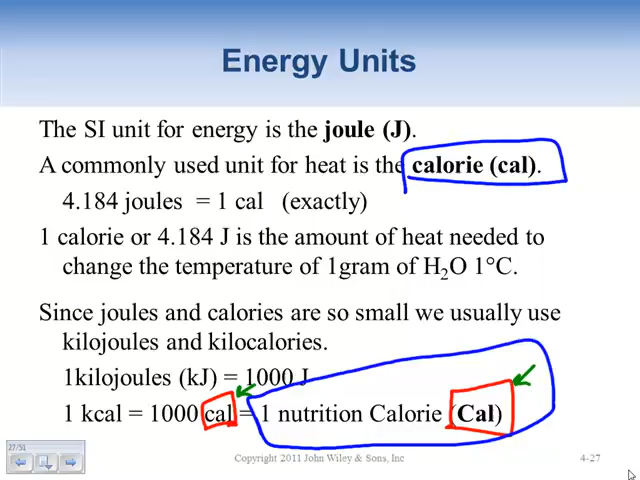 Energy Units
The SI unit for energy is the joule (J).
A commonly used unit for heat is the calorie (cal).
4.184 joules = 1 cal (exactly)
1 calorie or 4.184 J is the amount of heat needed to
change the temperature of 1gram of H₂O 1°C.
Since joules and calories are so small we usually use
kilojoules and kilocalories.
1kilojoules (kJ) = 1000 J
1 kcal = 1000 cal = 1 nutrition Calorie (Cal)
27/51
Copyright 2011 John Wiley & Sons, Inc
4-27